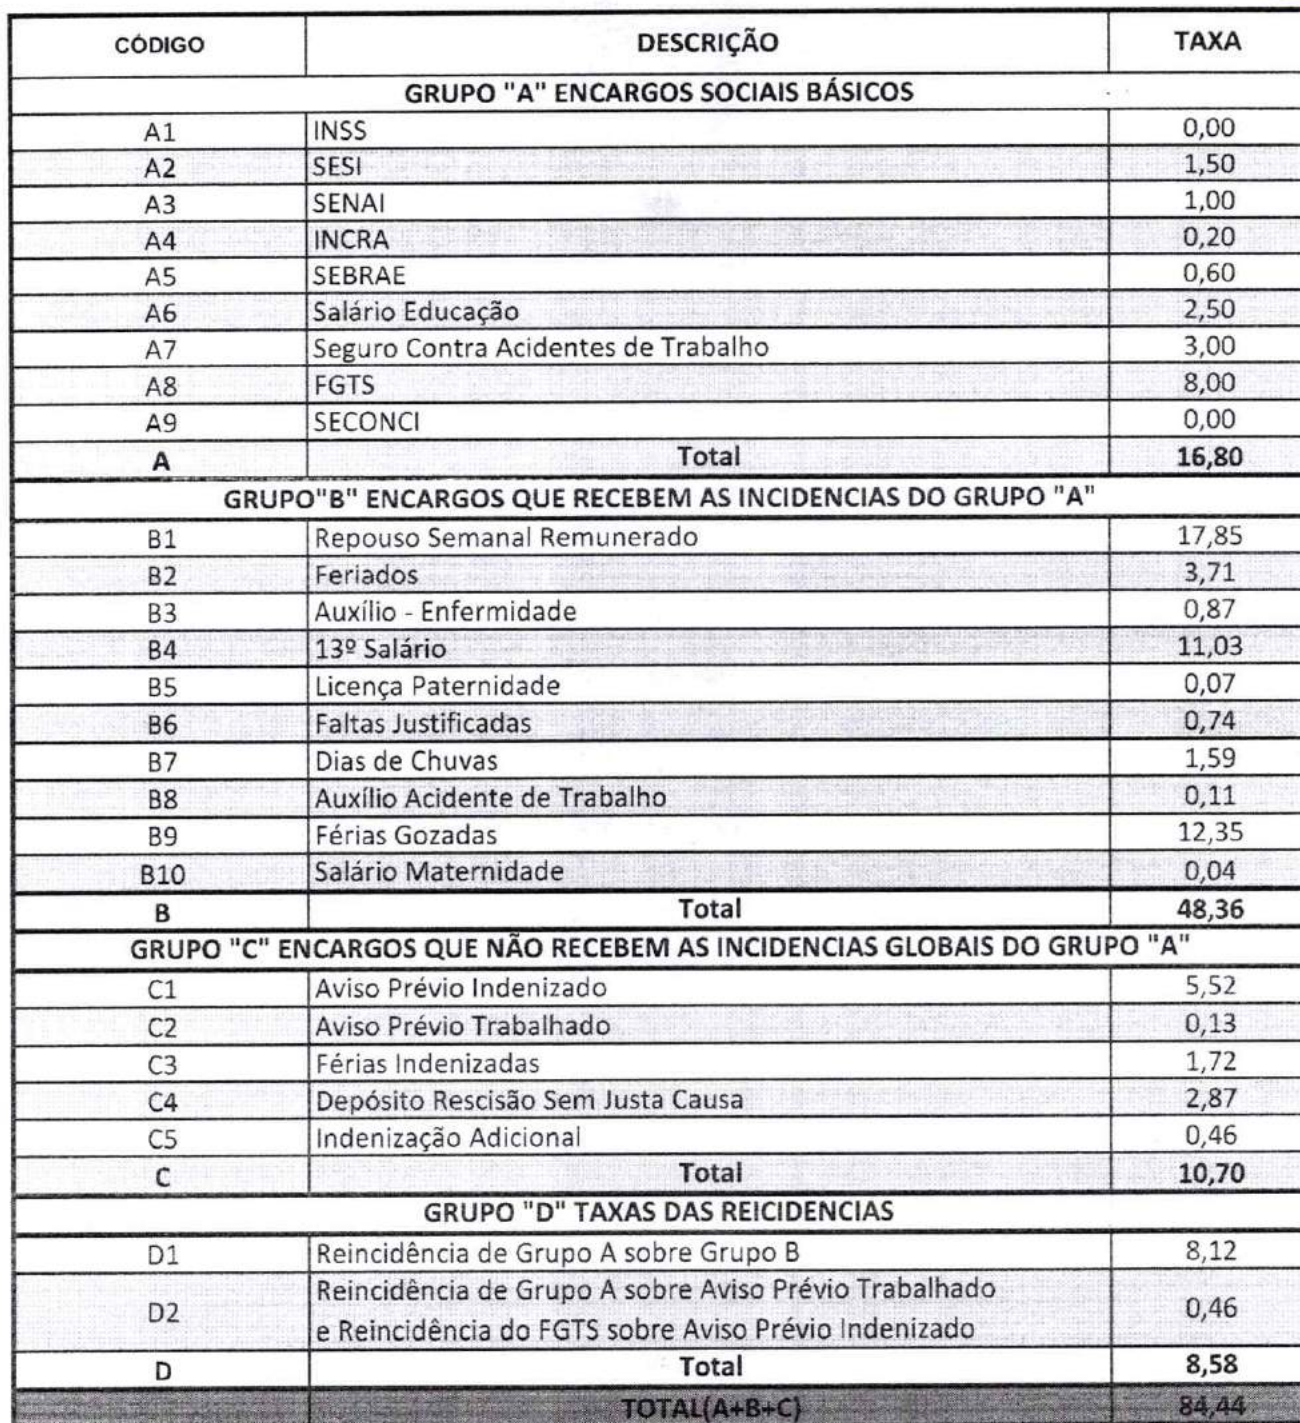 CÓDIGO DESCRIÇÃO TAXA
GRUPO "A" ENCARGOS SOCIAIS BÁSICOS
A1 INSS 0,00
A2 SESI 1,50
A3 SENAI 1,00
A4 INCRA 0,20
A5 SEBRAE 0,60
A6 Salário Educação 2,50
A7 Seguro Contra Acidentes de Trabalho 3,00
A8 FGTS 8,00
A9 SECONCI 0,00
A Total 16,80
GRUPO"B" ENCARGOS QUE RECEBEM AS INCIDENCIAS DO GRUPO "A"
B1 Repouso Semanal Remunerado 17,85
B2 Feriados 3,71
B3 Auxílio - Enfermidade 0,87
B4 13º Salário 11,03
B5 Licença Paternidade 0,07
B6 Faltas Justificadas 0,74
B7 Dias de Chuvas 1,59
B8 Auxílio Acidente de Trabalho 0,11
B9 Férias Gozadas 12,35
B10 Salário Maternidade 0,04
B Total 48,36
GRUPO "C" ENCARGOS QUE NÃO RECEBEM AS INCIDENCIAS GLOBAIS DO GRUPO "A"
C1 Aviso Prévio Indenizado 5,52
C2 Aviso Prévio Trabalhado 0,13
C3 Férias Indenizadas 1,72
C4 Depósito Rescisão Sem Justa Causa 2,87
C5 Indenização Adicional 0,46
C Total 10,70
GRUPO "D" TAXAS DAS REICIDENCIAS
D1 Reincidência de Grupo A sobre Grupo B 8,12
D2 Reincidência de Grupo A sobre Aviso Prévio Trabalhado
e Reincidência do FGTS sobre Aviso Prévio Indenizado 0,46
D Total 8,58
TOTAL(A+B+C) 84,44